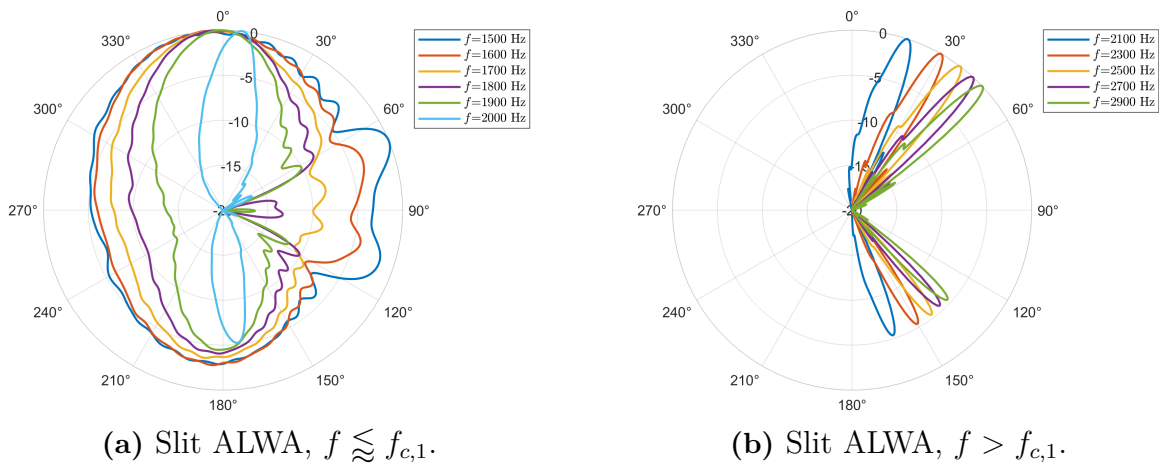 0°
330°
30°
300°
60°
270°
90°
240°
120°
210°
150°
180°
0
-5
-10
-15
f=1500 Hz
f=1600 Hz
f=1700 Hz
f=1800 Hz
f=1900 Hz
f=2000 Hz
(a) Slit ALWA, f ⪅ f_{c,1}.
0°
330°
30°
300°
60°
270°
90°
240°
120°
210°
150°
180°
0
-5
-10
f=2100 Hz
f=2300 Hz
f=2500 Hz
f=2700 Hz
f=2900 Hz
(b) Slit ALWA, f > f_{c,1}.